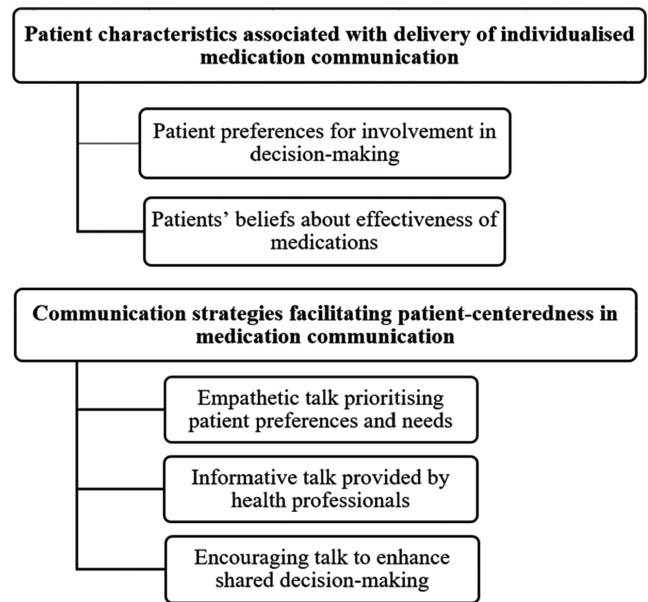 Patient characteristics associated with delivery of individualised
medication communication
Patient preferences for involvement in
decision-making
Patients’ beliefs about effectiveness of
medications
Communication strategies facilitating patient-centeredness in
medication communication
Empathetic talk prioritising
patient preferences and needs
Informative talk provided by
health professionals
Encouraging talk to enhance
shared decision-making